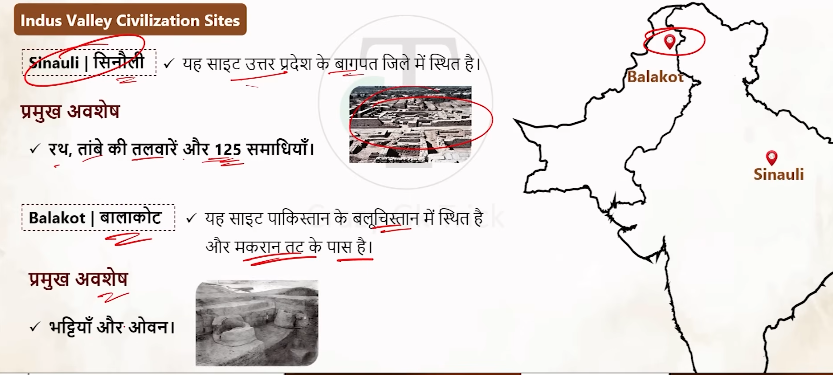 Indus Valley Civilization Sites
Sinauli | सिनौली
✓ यह साइट उत्तर प्रदेश के बागपत जिले में स्थित है।
प्रमुख अवशेष
✓ रथ, तांबे की तलवारें और 125 समाधियाँ।
Balakot | बालाकोट
✓ यह साइट पाकिस्तान के बलूचिस्तान में स्थित है
और मकरान तट के पास है।
प्रमुख अवशेष
✓ भट्टियाँ और ओवन।
Balakot
Sinauli